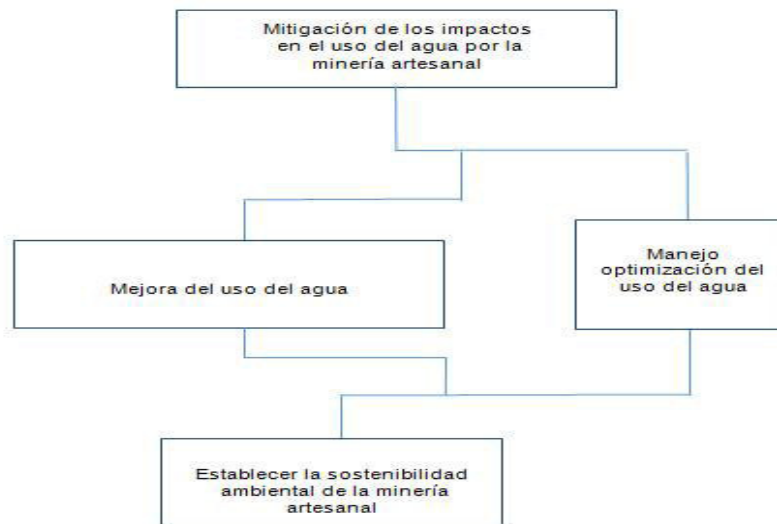 Mitigación de los impactos
en el uso del agua por la
minería artesanal
Mejora del uso del agua
Manejo
optimización del
uso del agua
Establecer la sostenibilidad
ambiental de la minería
artesanal